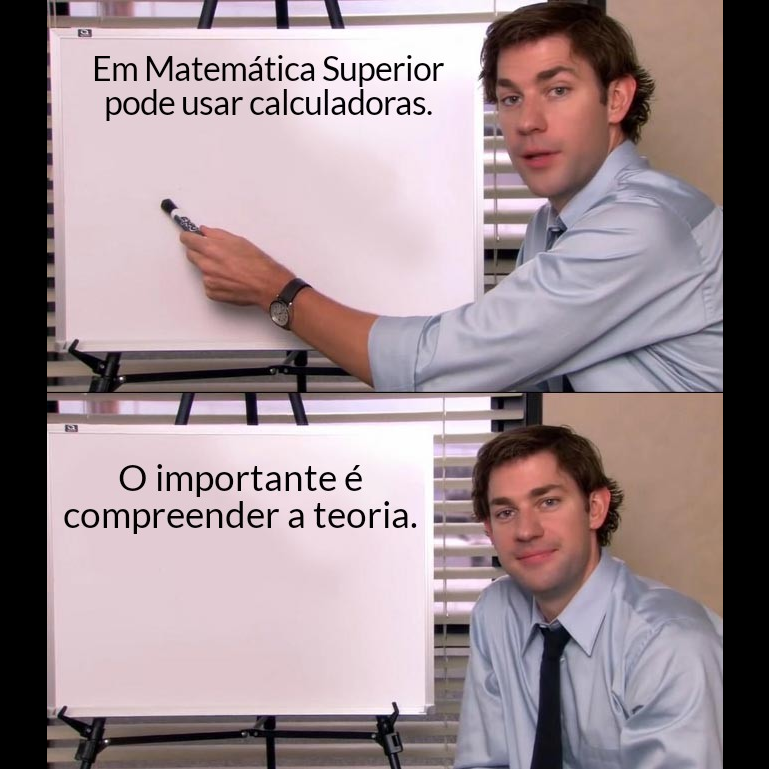 Em Matemática Superior
pode usar calculadoras.
O importante é
compreender a teoria.